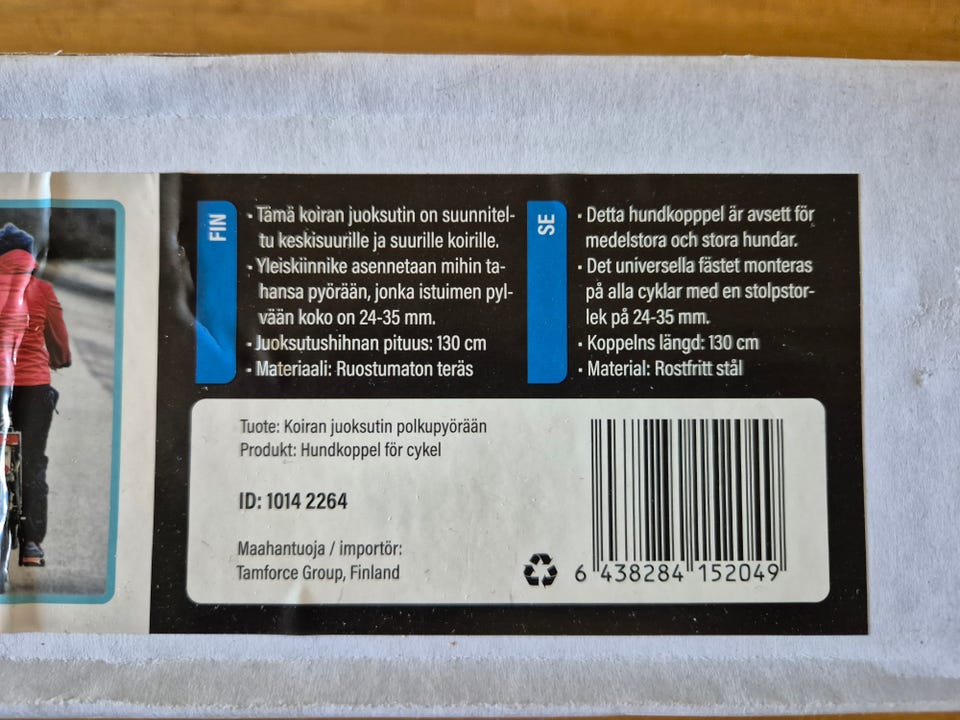 FIN
· Tämä koiran juoksutin on suunnitel-
tu keskisuurille ja suurille koirille.
· Yleiskiinnike asennetaan mihin ta-
hansa pyörään, jonka istuimen pyl-
vään koko on 24-35 mm.
· Juoksutushihnan pituus: 130 cm
· Materiaali: Ruostumaton teräs
SE
· Detta hundkopppel är avsett för
medelstora och stora hundar.
· Det universella fästet monteras
på alla cyklar med en stolpstor-
lek på 24-35 mm.
· Koppelns längd: 130 cm
· Material: Rostfritt stål
Tuote: Koiran juoksutin polkupyörään
Produkt: Hundkoppel för cykel
ID: 1014 2264
Maahantuoja / importör:
Tamforce Group, Finland
6 438284 152049